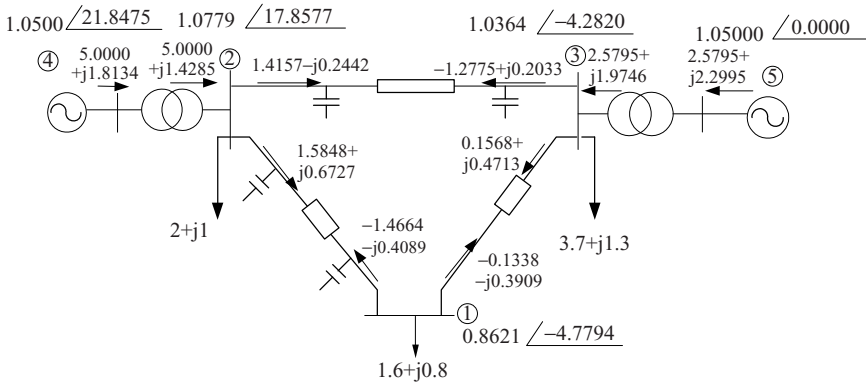 1.0500 /21.8475
1.0779 /17.8577
1.0364 /−4.2820
1.05000 /0.0000
④
5.0000
+j1.8134
5.0000
+j1.4285
②
1.4157−j0.2442
−1.2775+j0.2033
③
2.5795+
j1.9746
2.5795+
j2.2995
⑤
1.5848+
j0.6727
0.1568+
j0.4713
2+j1
−1.4664
−j0.4089
−0.1338
−j0.3909
3.7+j1.3
①
0.8621 /−4.7794
1.6+j0.8